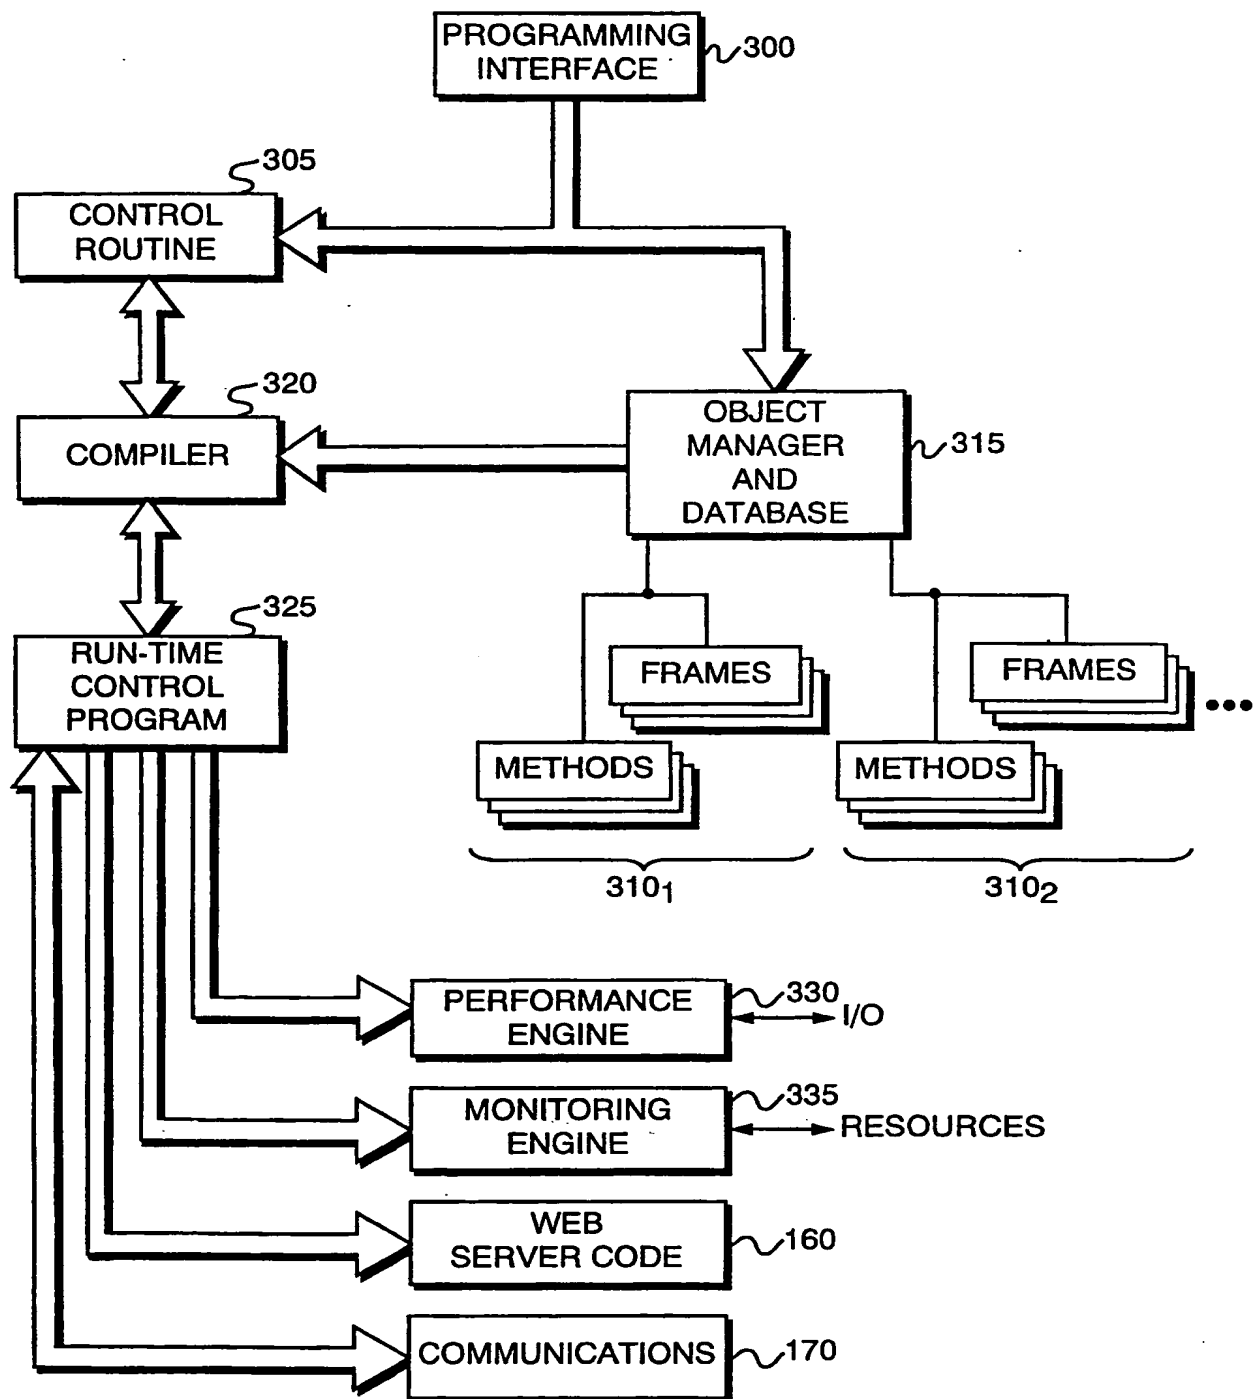 PROGRAMMING
INTERFACE
300
305
CONTROL
ROUTINE
320
COMPILER
OBJECT
MANAGER
AND
DATABASE
315
325
RUN-TIME
CONTROL
PROGRAM
FRAMES
FRAMES
•••
METHODS
METHODS
310₁
310₂
PERFORMANCE
ENGINE
330
I/O
MONITORING
ENGINE
335
RESOURCES
WEB
SERVER CODE
160
COMMUNICATIONS
170